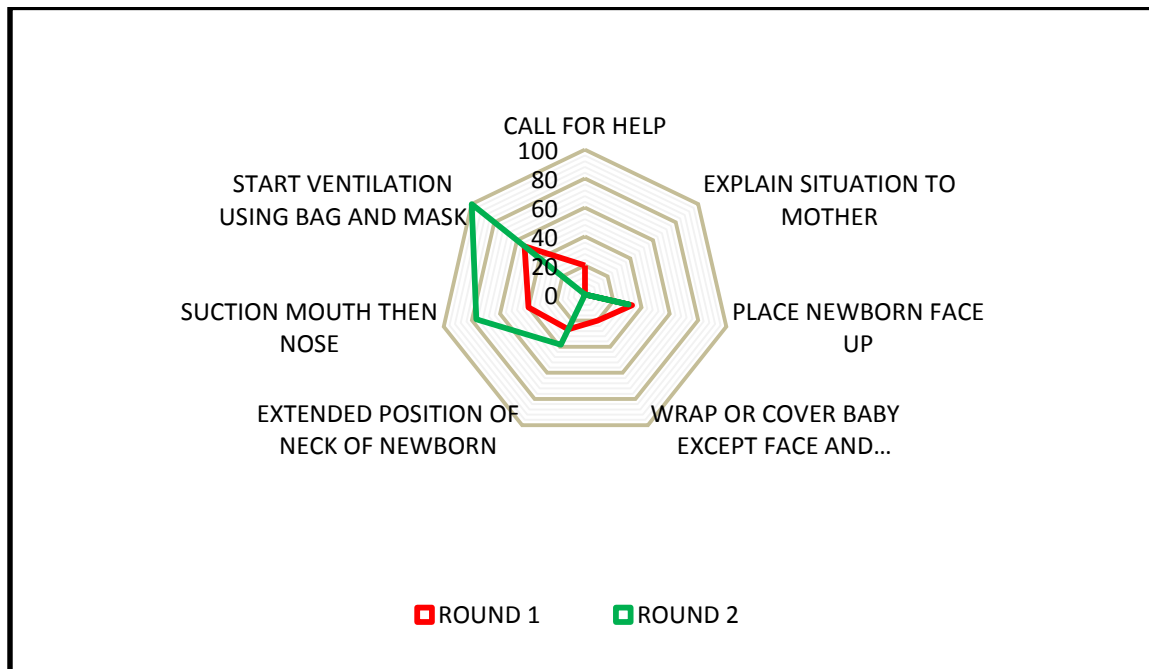 CALL FOR HELP
100
80
60
40
20
0
EXPLAIN SITUATION TO
MOTHER
PLACE NEWBORN FACE
UP
WRAP OR COVER BABY
EXCEPT FACE AND…
EXTENDED POSITION OF
NECK OF NEWBORN
SUCTION MOUTH THEN
NOSE
START VENTILATION
USING BAG AND MASK
ROUND 1
ROUND 2